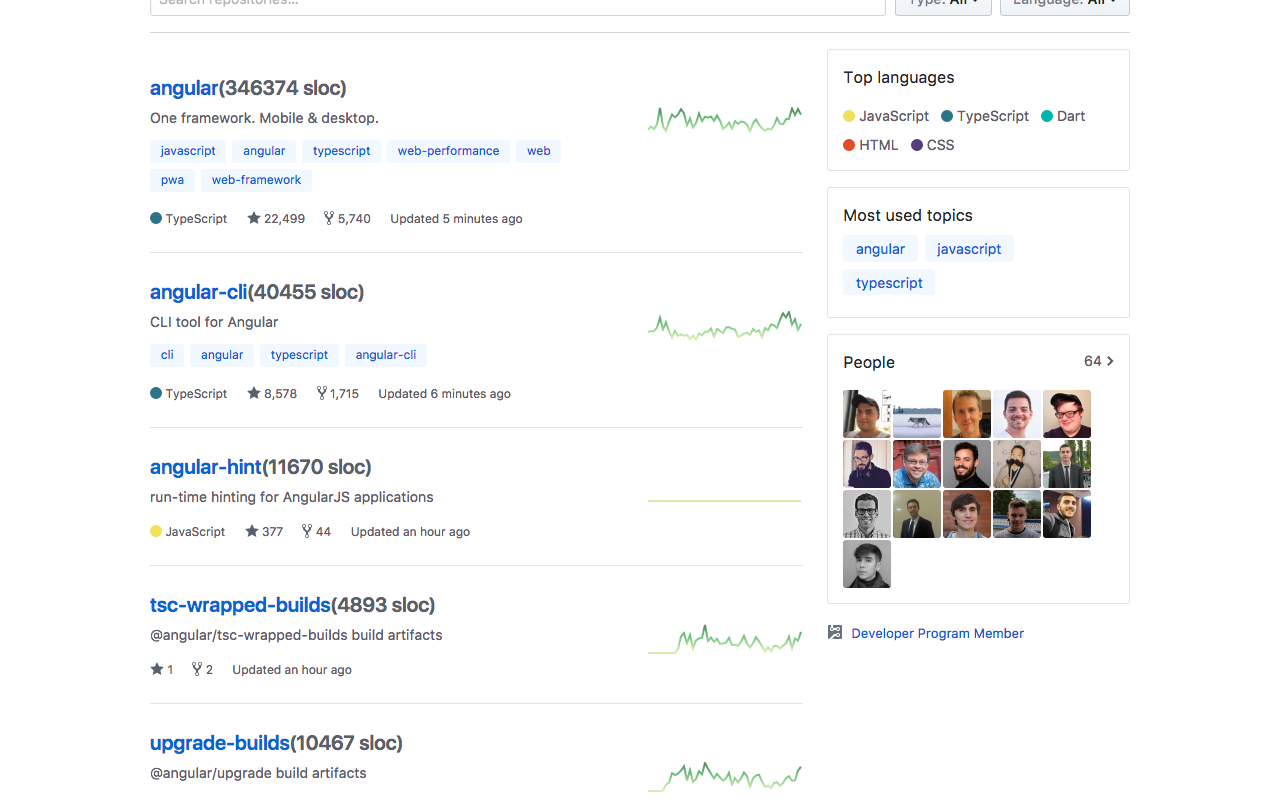 Search repositories...
Type: All
Language: All
angular(346374 sloc)
One framework. Mobile & desktop.
javascript angular typescript web-performance web
pwa web-framework
TypeScript 22,499 5,740 Updated 5 minutes ago
angular-cli(40455 sloc)
CLI tool for Angular
cli angular typescript angular-cli
TypeScript 8,578 1,715 Updated 6 minutes ago
angular-hint(11670 sloc)
run-time hinting for AngularJS applications
JavaScript 377 44 Updated an hour ago
tsc-wrapped-builds(4893 sloc)
@angular/tsc-wrapped-builds build artifacts
1 2 Updated an hour ago
upgrade-builds(10467 sloc)
@angular/upgrade build artifacts
Top languages
JavaScript TypeScript Dart
HTML CSS
Most used topics
angular javascript
typescript
People 64
Developer Program Member